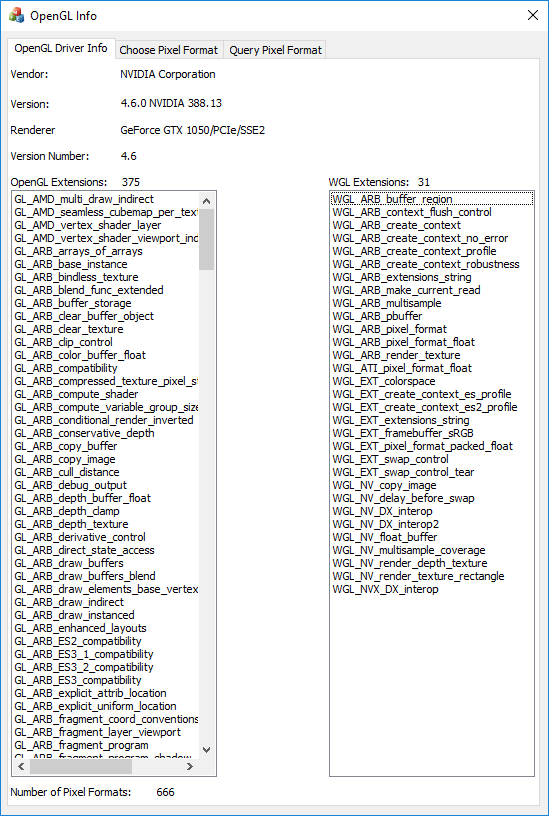 OpenGL Info
OpenGL Driver Info Choose Pixel Format Query Pixel Format
Vendor: NVIDIA Corporation
Version: 4.6.0 NVIDIA 388.13
Renderer GeForce GTX 1050/PCIe/SSE2
Version Number: 4.6
OpenGL Extensions: 375
GL_AMD_multi_draw_indirect
GL_AMD_seamless_cubemap_per_text
GL_AMD_vertex_shader_layer
GL_AMD_vertex_shader_viewport_ind
GL_ARB_arrays_of_arrays
GL_ARB_base_instance
GL_ARB_bindless_texture
GL_ARB_blend_func_extended
GL_ARB_buffer_storage
GL_ARB_clear_buffer_object
GL_ARB_clear_texture
GL_ARB_clip_control
GL_ARB_color_buffer_float
GL_ARB_compatibility
GL_ARB_compressed_texture_pixel_st
GL_ARB_compute_shader
GL_ARB_compute_variable_group_size
GL_ARB_conditional_render_inverted
GL_ARB_conservative_depth
GL_ARB_copy_buffer
GL_ARB_copy_image
GL_ARB_cull_distance
GL_ARB_debug_output
GL_ARB_depth_buffer_float
GL_ARB_depth_clamp
GL_ARB_depth_texture
GL_ARB_derivative_control
GL_ARB_direct_state_access
GL_ARB_draw_buffers
GL_ARB_draw_buffers_blend
GL_ARB_draw_elements_base_vertex
GL_ARB_draw_indirect
GL_ARB_draw_instanced
GL_ARB_enhanced_layouts
GL_ARB_ES2_compatibility
GL_ARB_ES3_1_compatibility
GL_ARB_ES3_2_compatibility
GL_ARB_ES3_compatibility
GL_ARB_explicit_attrib_location
GL_ARB_explicit_uniform_location
GL_ARB_fragment_coord_conventions
GL_ARB_fragment_layer_viewport
GL_ARB_fragment_program
GL_ARB_fragment_program_shadow
WGL Extensions: 31
WGL_ARB_buffer_region
WGL_ARB_context_flush_control
WGL_ARB_create_context
WGL_ARB_create_context_no_error
WGL_ARB_create_context_profile
WGL_ARB_create_context_robustness
WGL_ARB_extensions_string
WGL_ARB_make_current_read
WGL_ARB_multisample
WGL_ARB_pbuffer
WGL_ARB_pixel_format
WGL_ARB_pixel_format_float
WGL_ARB_render_texture
WGL_ATI_pixel_format_float
WGL_EXT_colorspace
WGL_EXT_create_context_es_profile
WGL_EXT_create_context_es2_profile
WGL_EXT_extensions_string
WGL_EXT_framebuffer_sRGB
WGL_EXT_pixel_format_packed_float
WGL_EXT_swap_control
WGL_EXT_swap_control_tear
WGL_NV_copy_image
WGL_NV_delay_before_swap
WGL_NV_DX_interop
WGL_NV_DX_interop2
WGL_NV_float_buffer
WGL_NV_multisample_coverage
WGL_NV_render_depth_texture
WGL_NV_render_texture_rectangle
WGL_NVX_DX_interop
Number of Pixel Formats: 666